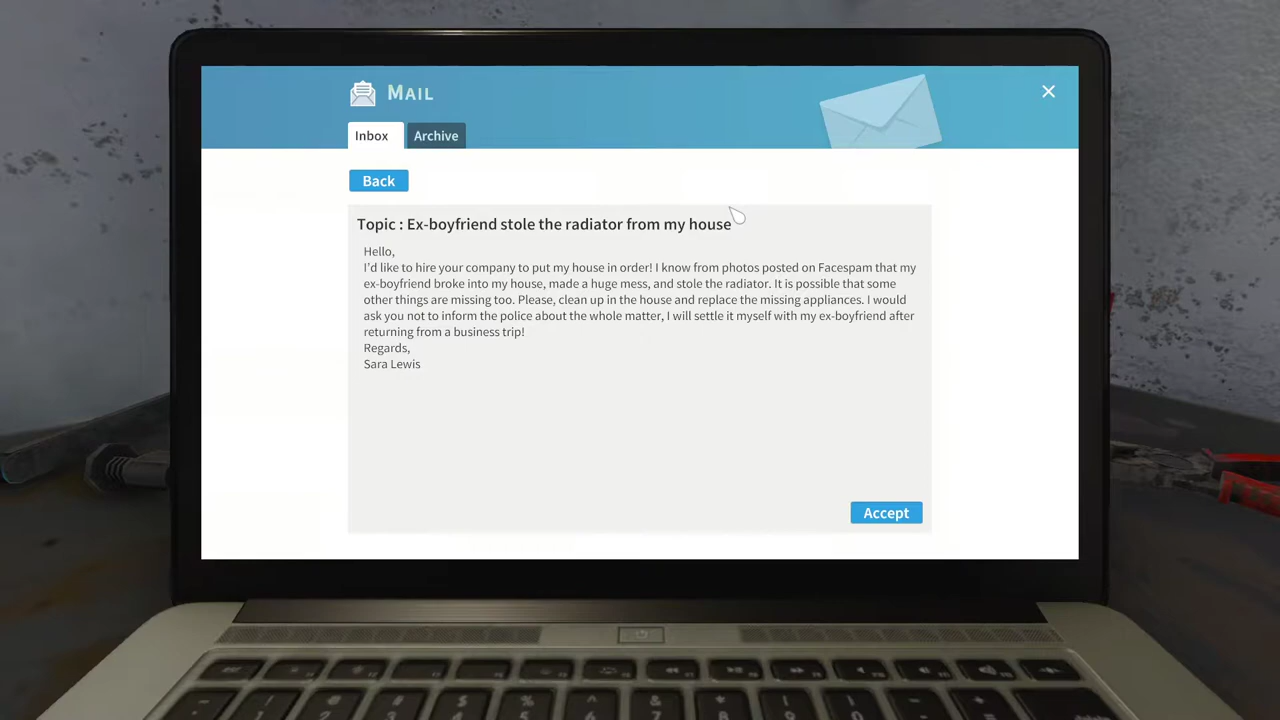 MAIL
Inbox
Archive
Back
Topic : Ex-boyfriend stole the radiator from my house
Hello,
I'd like to hire your company to put my house in order! I know from photos posted on Facespam that my
ex-boyfriend broke into my house, made a huge mess, and stole the radiator. It is possible that some
other things are missing too. Please, clean up in the house and replace the missing appliances. I would
ask you not to inform the police about the whole matter, I will settle it myself with my ex-boyfriend after
returning from a business trip!
Regards,
Sara Lewis
Accept